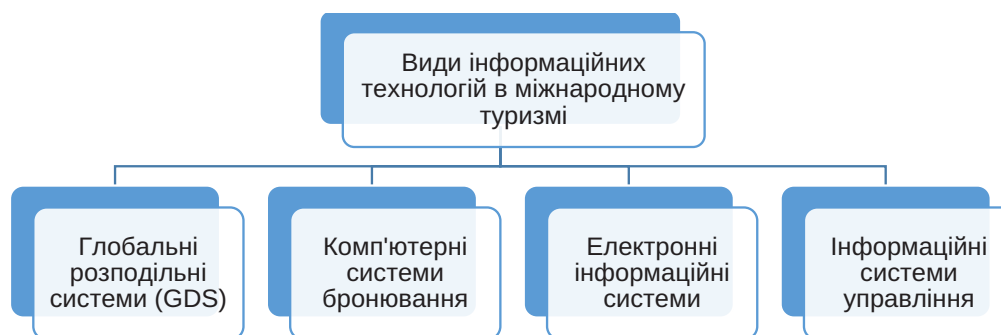 Види інформаційних
технологій в міжнародному
туризмі
Глобальні
розподільні
системи (GDS)
Комп'ютерні
системи
бронювання
Електронні
інформаційні
системи
Інформаційні
системи
управління